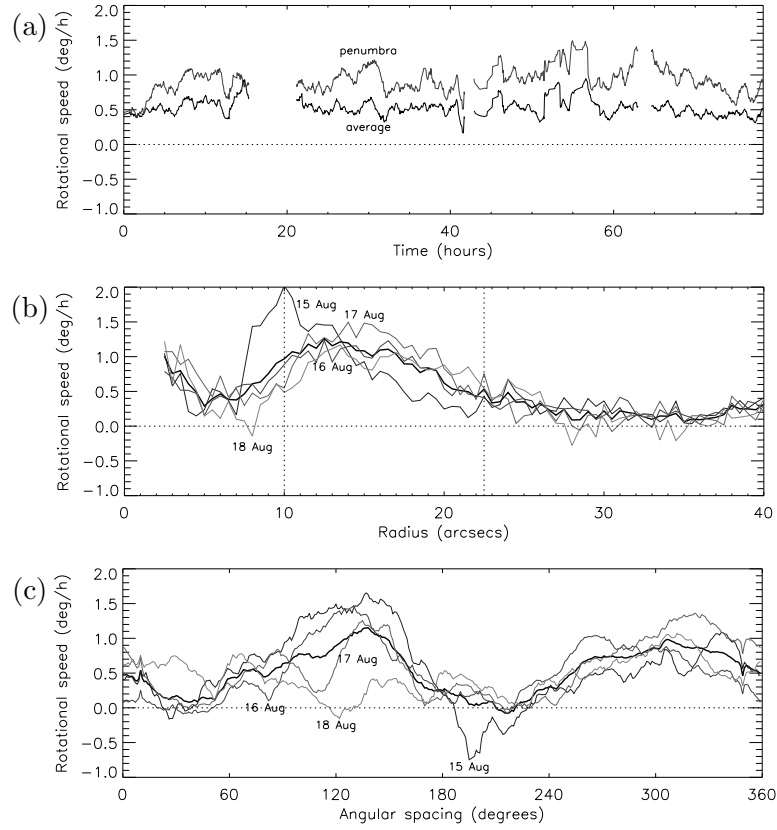 (a)
Rotational speed (deg/h)
2.0
1.5
1.0
0.5
0.0
−0.5
−1.0
penumbra
average
0 20 40 60
Time (hours)
(b)
Rotational speed (deg/h)
2.0
1.5
1.0
0.5
0.0
−0.5
−1.0
15 Aug
17 Aug
16 Aug
18 Aug
0 10 20 30 40
Radius (arcsecs)
(c)
Rotational speed (deg/h)
2.0
1.5
1.0
0.5
0.0
−0.5
−1.0
17 Aug
16 Aug
18 Aug
15 Aug
0 60 120 180 240 300 360
Angular spacing (degrees)